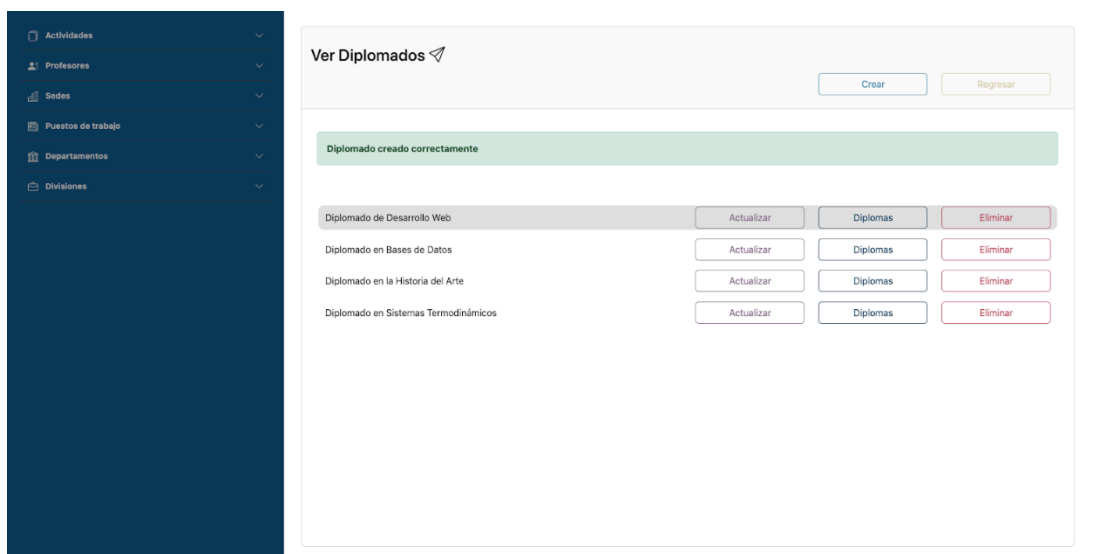 Actividades
Profesores
Sedes
Puestos de trabajo
Departamentos
Divisiones
Ver Diplomados
Crear Regresar
Diplomado creado correctamente
Diplomado de Desarrollo Web Actualizar Diplomas Eliminar
Diplomado en Bases de Datos Actualizar Diplomas Eliminar
Diplomado en la Historia del Arte Actualizar Diplomas Eliminar
Diplomado en Sistemas Termodinámicos Actualizar Diplomas Eliminar